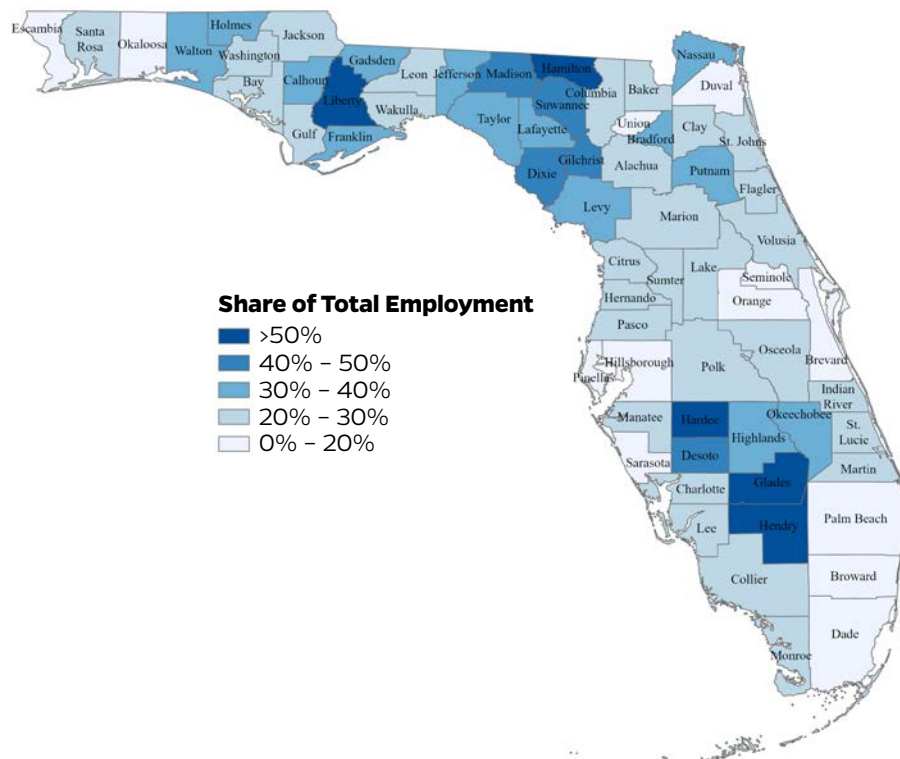 Escambia
Santa
Rosa
Okaloosa
Walton
Holmes
Washington
Jackson
Bay
Calhoun
Gulf
Liberty
Gadsden
Franklin
Leon
Wakulla
Jefferson
Madison
Taylor
Hamilton
Suwannee
Lafayette
Dixie
Columbia
Gilchrist
Levy
Baker
Union
Bradford
Alachua
Nassau
Duval
Clay
St. Johns
Putnam
Flagler
Marion
Volusia
Citrus
Sumter
Lake
Seminole
Orange
Hernando
Pasco
Share of Total Employment
>50%
40% – 50%
30% – 40%
20% – 30%
0% – 20%
Pinellas
Hillsborough
Polk
Osceola
Brevard
Indian
River
Manatee
Hardee
Highlands
Okeechobee
St.
Lucie
Sarasota
Desoto
Martin
Charlotte
Glades
Lee
Hendry
Palm Beach
Collier
Broward
Monroe
Dade